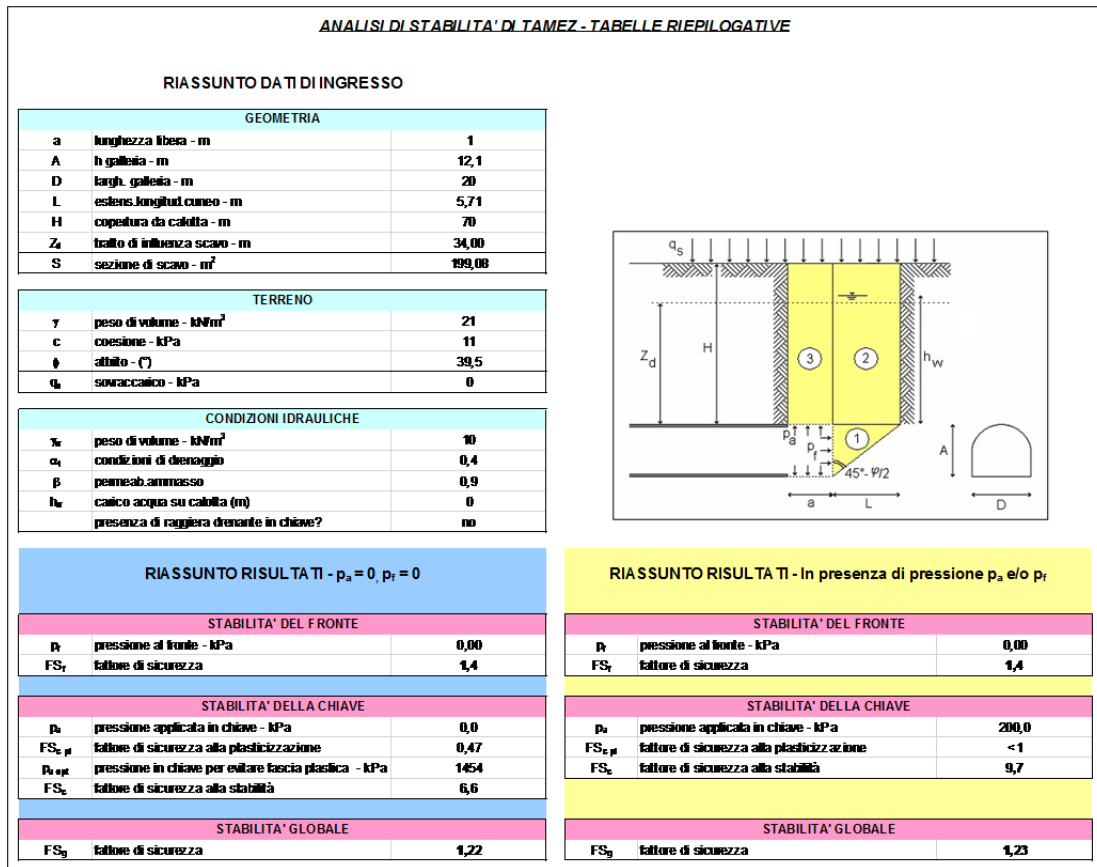 ANALISI DI STABILITA' DI TAMEZ - TABELLE RIEPILOGATIVE
RIASSUNTO DATI DI INGRESSO
GEOMETRIA
a lunghezza libera - m 1
A h galleria - m 12,1
D largh. galleria - m 20
L estens.longitud.cuneo - m 5,71
H copertura da calotta - m 70
Zd tratto di influenza scavo - m 34,00
S sezione di scavo - m² 199,08
TERRENO
γ peso di volume - kN/m³ 21
c coesione - kPa 11
ϕ attrito - (°) 39,5
qs sovraccarico - kPa 0
CONDIZIONI IDRAULICHE
γw peso di volume - kN/m³ 10
αf condizioni di drenaggio 0,4
β permeab.ammasso 0,9
hw carico acqua su calotta (m) 0
presenza di raggiera drenante in chiave? no
qs
Zd
H
3
2
hw
pa
pf
1
45°- φ/2
a
L
A
D
RIASSUNTO RISULTATI - pa = 0, pf = 0
STABILITA' DEL FRONTE
pf pressione al fronte - kPa 0,00
FSf fattore di sicurezza 1,4
STABILITA' DELLA CHIAVE
pa pressione applicata in chiave - kPa 0,0
FSc pl fattore di sicurezza alla plasticizzazione 0,47
pa opt pressione in chiave per evitare fascia plastica - kPa 1454
FSc fattore di sicurezza alla stabilità 6,6
STABILITA' GLOBALE
FSg fattore di sicurezza 1,22
RIASSUNTO RISULTATI - In presenza di pressione pa e/o pf
STABILITA' DEL FRONTE
pf pressione al fronte - kPa 0,00
FSf fattore di sicurezza 1,4
STABILITA' DELLA CHIAVE
pa pressione applicata in chiave - kPa 200,0
FSc pl fattore di sicurezza alla plasticizzazione <1
FSc fattore di sicurezza alla stabilità 9,7
STABILITA' GLOBALE
FSg fattore di sicurezza 1,23